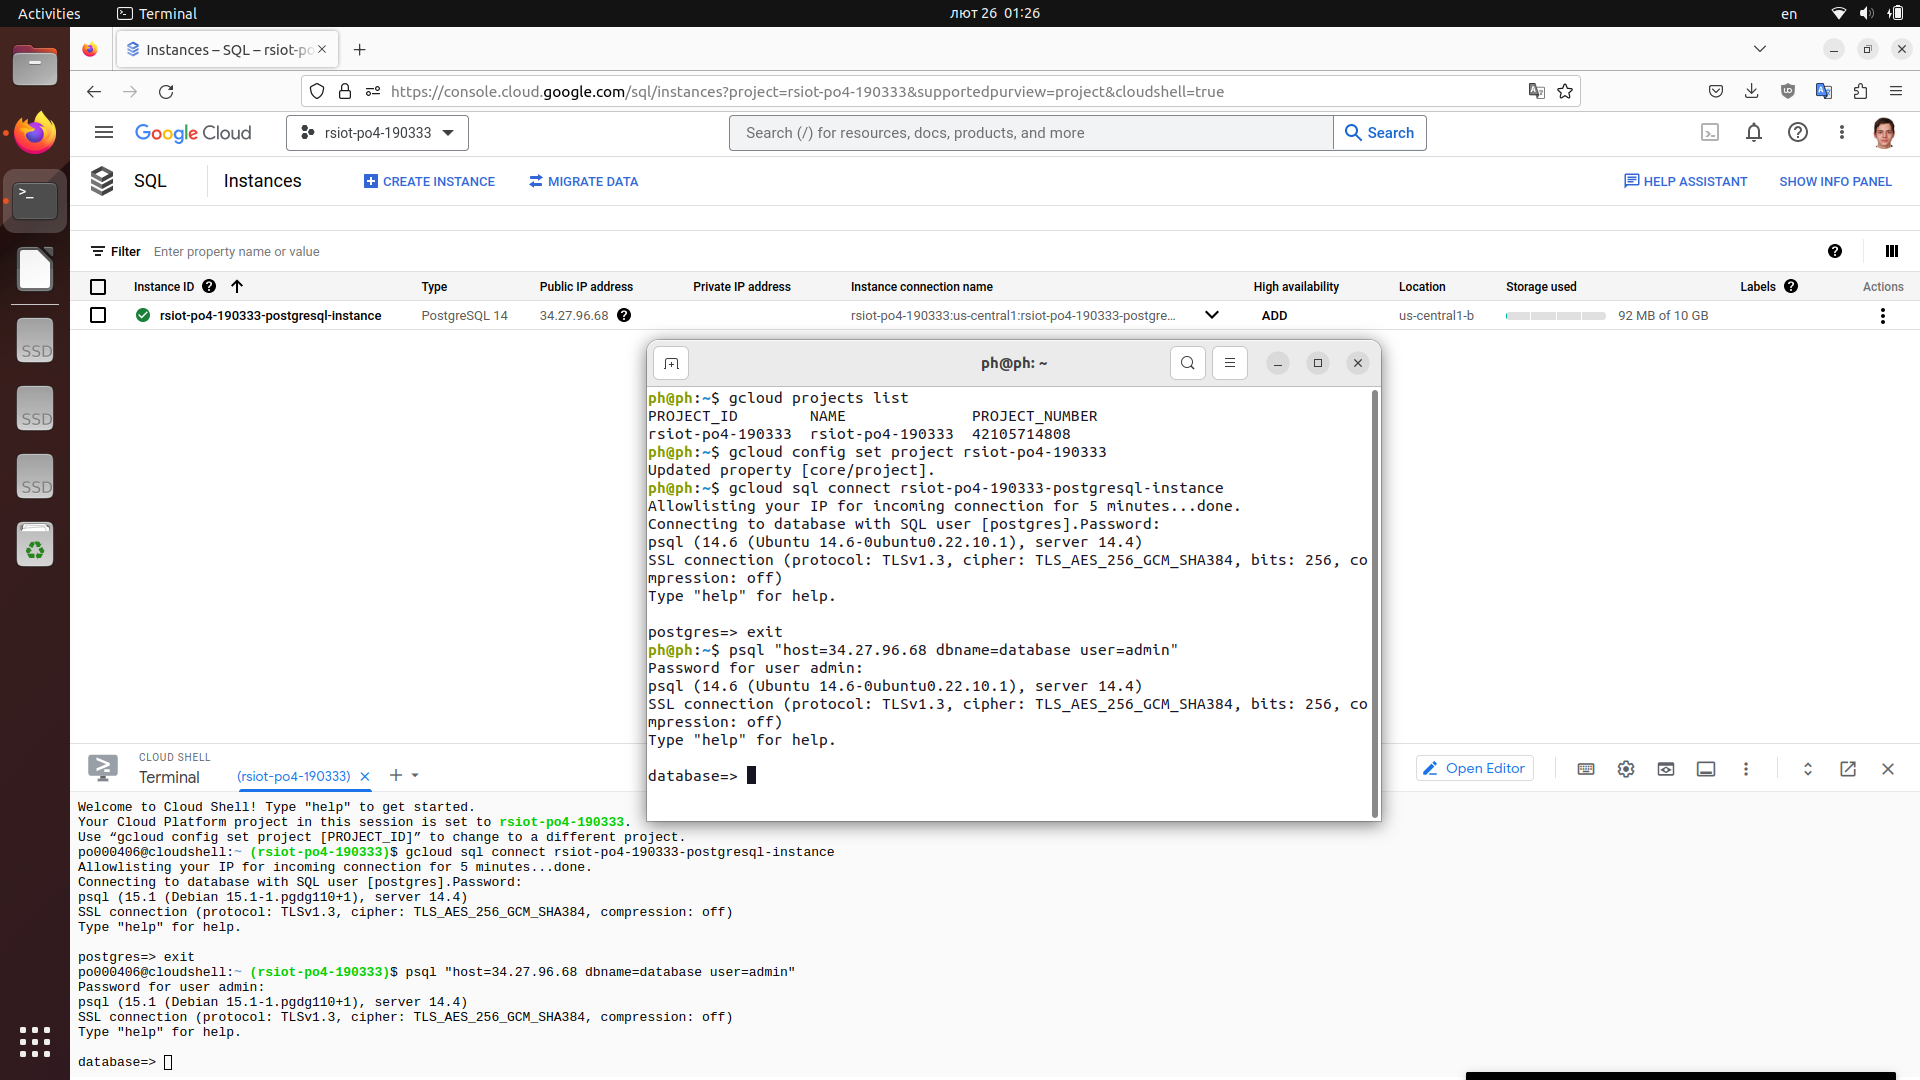 Activities
Terminal
лют 26 01:26
en
Instances – SQL – rsiot-po
https://console.cloud.google.com/sql/instances?project=rsiot-po4-190333&supportedpurview=project&cloudshell=true
Google Cloud
rsiot-po4-190333
Search (/) for resources, docs, products, and more
Search
SQL
Instances
CREATE INSTANCE
MIGRATE DATA
HELP ASSISTANT
SHOW INFO PANEL
Filter
Enter property name or value
Instance ID
Type
Public IP address
Private IP address
Instance connection name
High availability
Location
Storage used
Labels
Actions
rsiot-po4-190333-postgresql-instance
PostgreSQL 14
34.27.96.68
rsiot-po4-190333:us-central1:rsiot-po4-190333-postgre...
ADD
us-central1-b
92 MB of 10 GB
SSD
SSD
SSD
ph@ph: ~
ph@ph:~$ gcloud projects list
PROJECT_ID        NAME              PROJECT_NUMBER
rsiot-po4-190333  rsiot-po4-190333  42105714808
ph@ph:~$ gcloud config set project rsiot-po4-190333
Updated property [core/project].
ph@ph:~$ gcloud sql connect rsiot-po4-190333-postgresql-instance
Allowlisting your IP for incoming connection for 5 minutes...done.
Connecting to database with SQL user [postgres].Password:
psql (14.6 (Ubuntu 14.6-0ubuntu0.22.10.1), server 14.4)
SSL connection (protocol: TLSv1.3, cipher: TLS_AES_256_GCM_SHA384, bits: 256, co
mpression: off)
Type "help" for help.
postgres=> exit
ph@ph:~$ psql "host=34.27.96.68 dbname=database user=admin"
Password for user admin:
psql (14.6 (Ubuntu 14.6-0ubuntu0.22.10.1), server 14.4)
SSL connection (protocol: TLSv1.3, cipher: TLS_AES_256_GCM_SHA384, bits: 256, co
mpression: off)
Type "help" for help.
database=>
CLOUD SHELL
Terminal
(rsiot-po4-190333)
Open Editor
Welcome to Cloud Shell! Type "help" to get started.
Your Cloud Platform project in this session is set to rsiot-po4-190333.
Use “gcloud config set project [PROJECT_ID]” to change to a different project.
po000406@cloudshell:~ (rsiot-po4-190333)$ gcloud sql connect rsiot-po4-190333-postgresql-instance
Allowlisting your IP for incoming connection for 5 minutes...done.
Connecting to database with SQL user [postgres].Password:
psql (15.1 (Debian 15.1-1.pgdg110+1), server 14.4)
SSL connection (protocol: TLSv1.3, cipher: TLS_AES_256_GCM_SHA384, compression: off)
Type "help" for help.
postgres=> exit
po000406@cloudshell:~ (rsiot-po4-190333)$ psql "host=34.27.96.68 dbname=database user=admin"
Password for user admin:
psql (15.1 (Debian 15.1-1.pgdg110+1), server 14.4)
SSL connection (protocol: TLSv1.3, cipher: TLS_AES_256_GCM_SHA384, compression: off)
Type "help" for help.
database=>